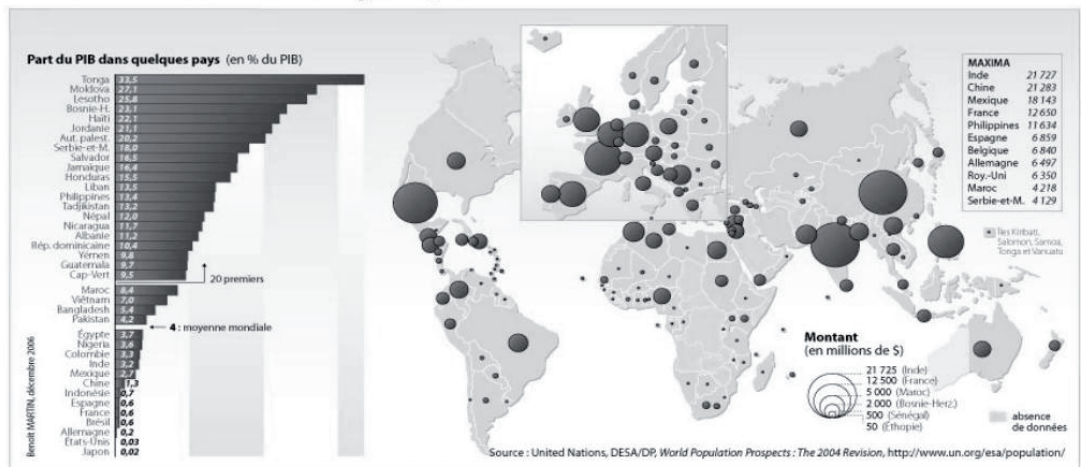 Part du PIB dans quelques pays (en % du PIB)
Tonga 33,5
Moldova 27,1
Lesotho 25,8
Bosnie-H. 23,1
Haïti 22,1
Jordanie 21,1
Aut. palest. 20,2
Serbie-et-M. 18,0
Salvador 16,5
Jamaïque 16,4
Honduras 15,5
Liban 13,5
Philippines 13,4
Tadjikistan 13,2
Népal 12,0
Nicaragua 11,7
Albanie 11,2
Rép. dominicaine 10,4
Yémen 9,8
Guatemala 9,7
Cap-Vert 9,5
20 premiers
Maroc 8,4
Viêtnam 7,0
Bangladesh 5,4
Pakistan 4,2
4 : moyenne mondiale
Égypte 3,7
Nigeria 3,6
Colombie 3,3
Inde 3,2
Mexique 2,7
Chine 1,3
Indonésie 0,7
Espagne 0,6
France 0,6
Brésil 0,6
Allemagne 0,2
États-Unis 0,03
Japon 0,02
Benoît MARTIN, décembre 2006
MAXIMA
Inde 21 727
Chine 21 283
Mexique 18 143
France 12 650
Philippines 11 634
Espagne 6 859
Belgique 6 840
Allemagne 6 497
Roy.-Uni 6 350
Maroc 4 218
Serbie-et-M. 4 129
Îles Kiribati,
Salomon, Samoa,
Tonga et Vanuatu
Montant
(en millions de $)
21 725 (Inde)
12 500 (France)
5 000 (Maroc)
2 000 (Bosnie-Herz.)
500 (Sénégal)
50 (Éthiopie)
absence
de données
Source : United Nations, DESA/DP, World Population Prospects : The 2004 Revision, http://www.un.org/esa/population/